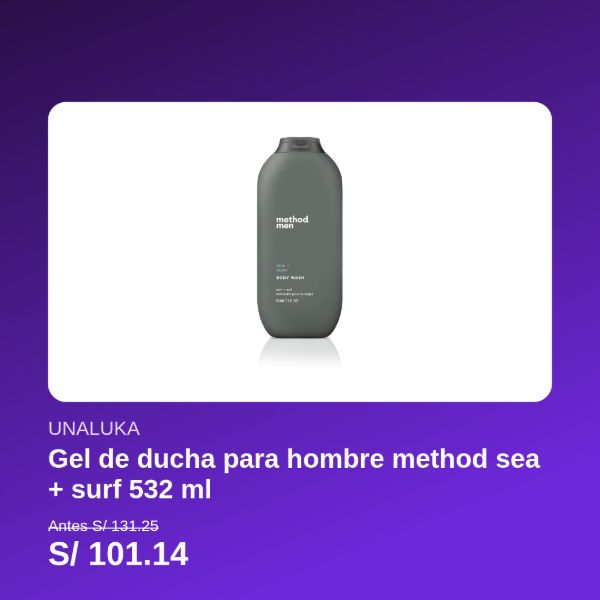 method
men
SEA +
SURF
BODY WASH
UNALUKA
Gel de ducha para hombre method sea
+ surf 532 ml
Antes S/ 131.25
S/ 101.14